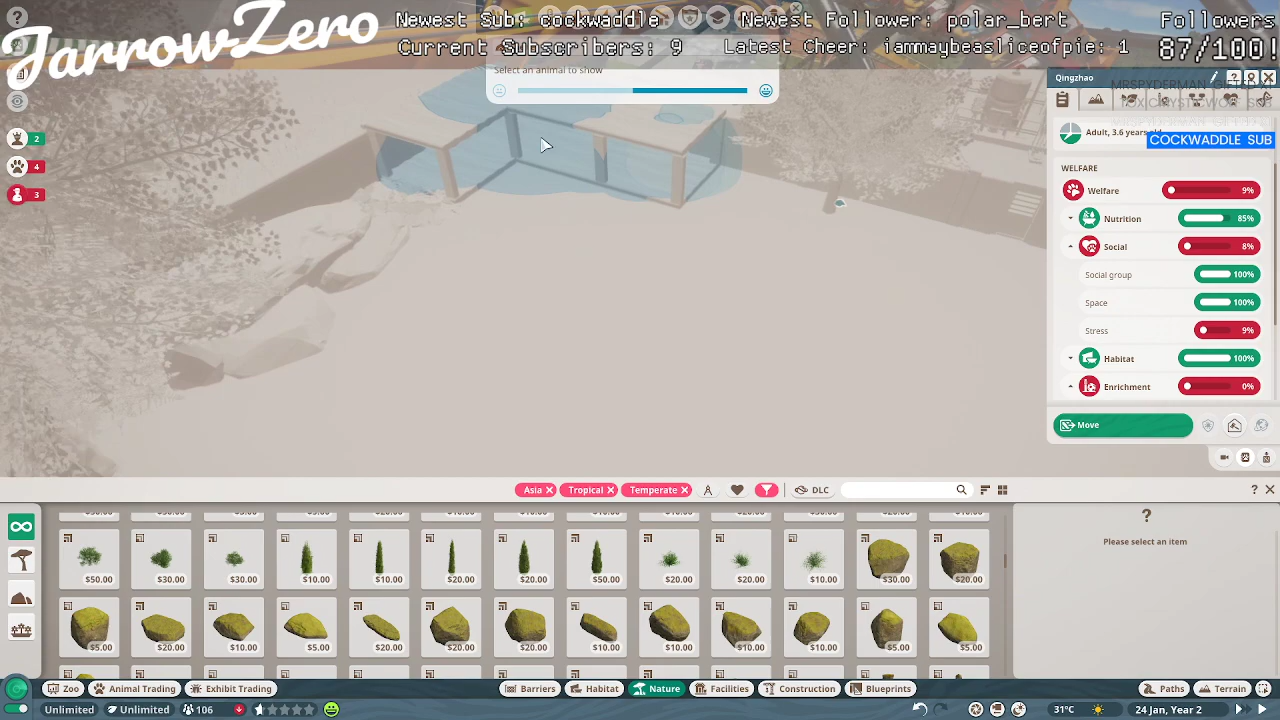 JarrowZero
Newest Sub: cockwaddle
Newest Follower: polar_bert
Followers
Current Subscribers: 9
Latest Cheer: iammaybeasliceofpie: 1
87/100!
Select an animal to show
Qingzhao
2
4
3
Adult, 3.6 years old
COCKWADDLE SUB
WELFARE
Welfare 9%
Nutrition 85%
Social 8%
Social group 100%
Space 100%
Stress 9%
Habitat 100%
Enrichment 0%
Move
Asia
Tropical
Temperate
DLC
?
Please select an item
$50.00 $30.00 $30.00 $10.00 $10.00 $20.00 $20.00 $50.00 $20.00 $20.00 $10.00 $30.00 $20.00
$5.00 $20.00 $10.00 $5.00 $5.00 $20.00 $20.00 $10.00 $20.00 $10.00 $10.00 $5.00 $5.00
Zoo
Animal Trading
Exhibit Trading
Barriers
Habitat
Nature
Facilities
Construction
Blueprints
Paths
Terrain
Unlimited
Unlimited
106
31°C
24 Jan, Year 2